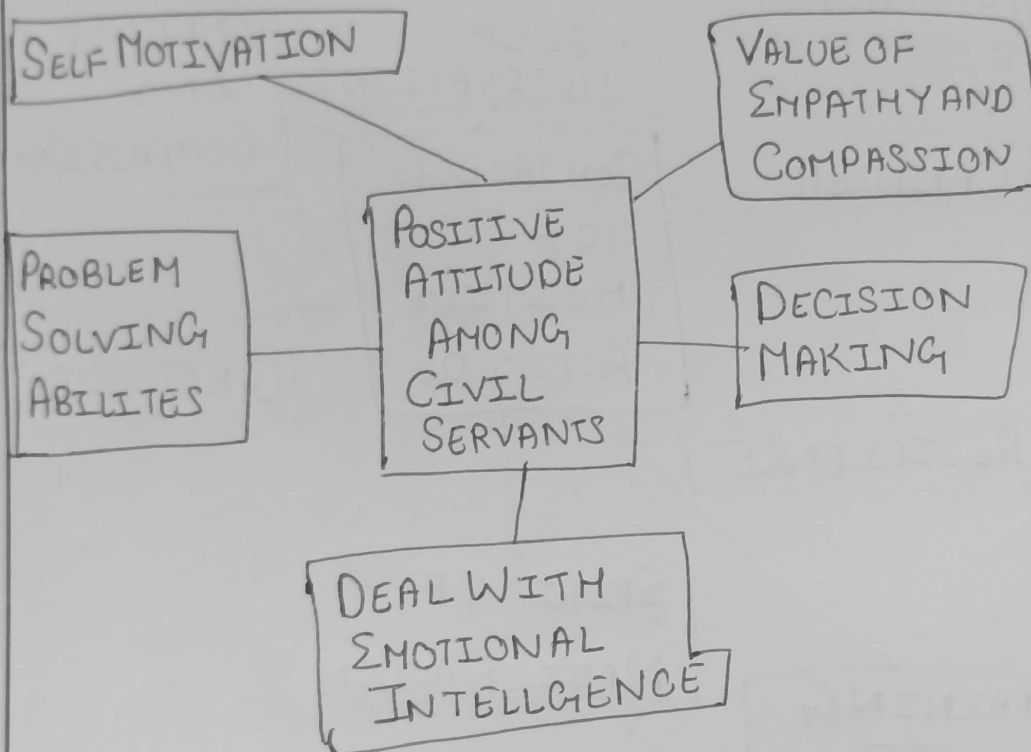 SELF MOTIVATION
VALUE OF
EMPATHY AND
COMPASSION
PROBLEM
SOLVING
ABILITES
POSITIVE
ATTITUDE
AMONG
CIVIL
SERVANTS
DECISION
MAKING
DEAL WITH
EMOTIONAL
INTELLGENCE